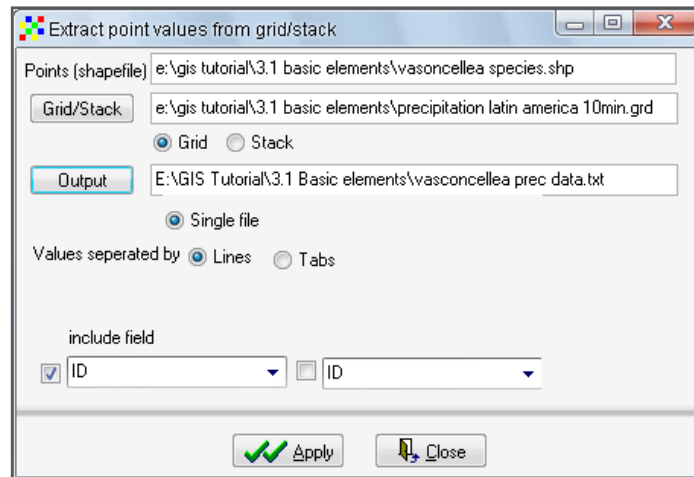 Extract point values from grid/stack
Points (shapefile) e:\gis tutorial\3.1 basic elements\vasoncellea species.shp
Grid/Stack e:\gis tutorial\3.1 basic elements\precipitation latin america 10min.grd
Grid Stack
Output E:\GIS Tutorial\3.1 Basic elements\vasconcellea prec data.txt
Single file
Values seperated by Lines Tabs
include field
ID ID
Apply Close